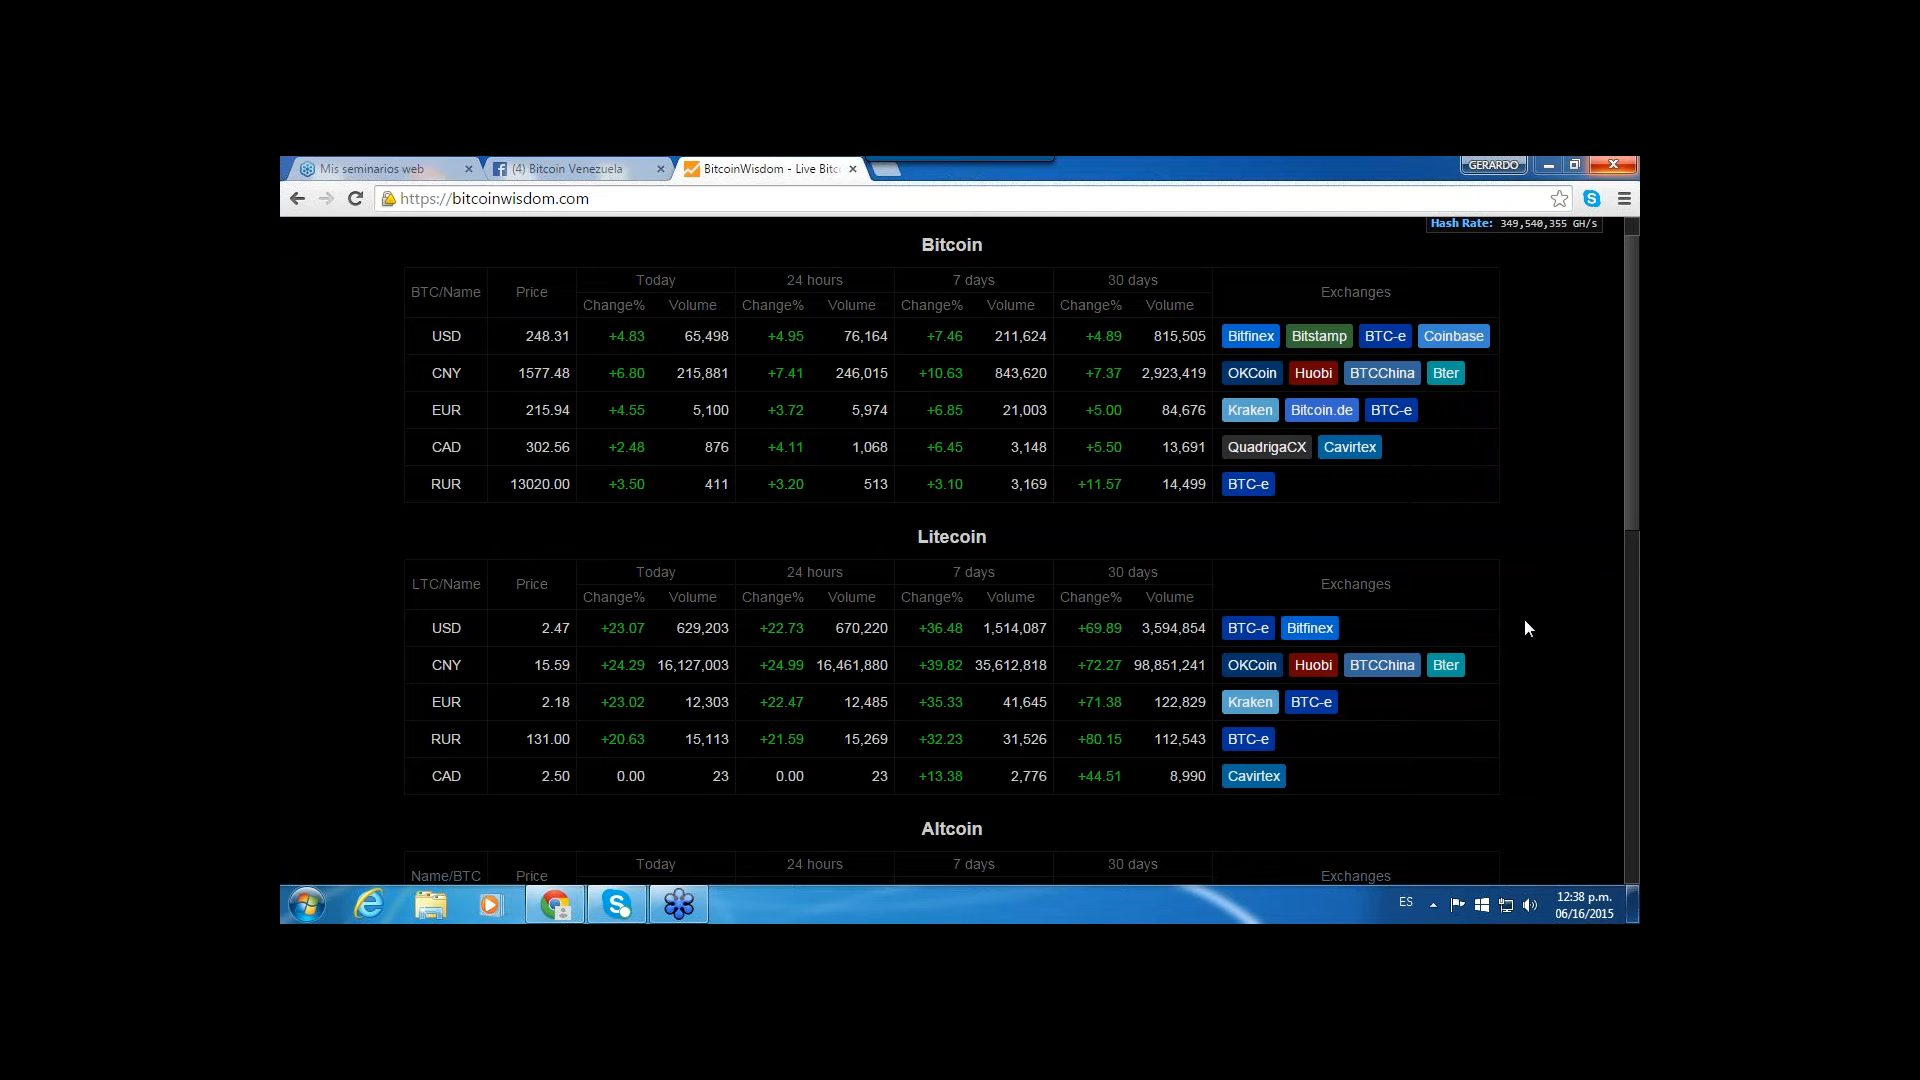 Mis seminarios web
(4) Bitcoin Venezuela
BitcoinWisdom - Live Bitc
GERARDO
https://bitcoinwisdom.com
Hash Rate: 349,540,355 GH/s
Bitcoin
BTC/Name Price Today 24 hours 7 days 30 days Exchanges
Change% Volume Change% Volume Change% Volume Change% Volume
USD 248.31 +4.83 65,498 +4.95 76,164 +7.46 211,624 +4.89 815,505 Bitfinex Bitstamp BTC-e Coinbase
CNY 1577.48 +6.80 215,881 +7.41 246,015 +10.63 843,620 +7.37 2,923,419 OKCoin Huobi BTCChina Bter
EUR 215.94 +4.55 5,100 +3.72 5,974 +6.85 21,003 +5.00 84,676 Kraken Bitcoin.de BTC-e
CAD 302.56 +2.48 876 +4.11 1,068 +6.45 3,148 +5.50 13,691 QuadrigaCX Cavirtex
RUR 13020.00 +3.50 411 +3.20 513 +3.10 3,169 +11.57 14,499 BTC-e
Litecoin
LTC/Name Price Today 24 hours 7 days 30 days Exchanges
Change% Volume Change% Volume Change% Volume Change% Volume
USD 2.47 +23.07 629,203 +22.73 670,220 +36.48 1,514,087 +69.89 3,594,854 BTC-e Bitfinex
CNY 15.59 +24.29 16,127,003 +24.99 16,461,880 +39.82 35,612,818 +72.27 98,851,241 OKCoin Huobi BTCChina Bter
EUR 2.18 +23.02 12,303 +22.47 12,485 +35.33 41,645 +71.38 122,829 Kraken BTC-e
RUR 131.00 +20.63 15,113 +21.59 15,269 +32.23 31,526 +80.15 112,543 BTC-e
CAD 2.50 0.00 23 0.00 23 +13.38 2,776 +44.51 8,990 Cavirtex
Altcoin
Name/BTC Price Today 24 hours 7 days 30 days Exchanges
ES
12:38 p.m.
06/16/2015